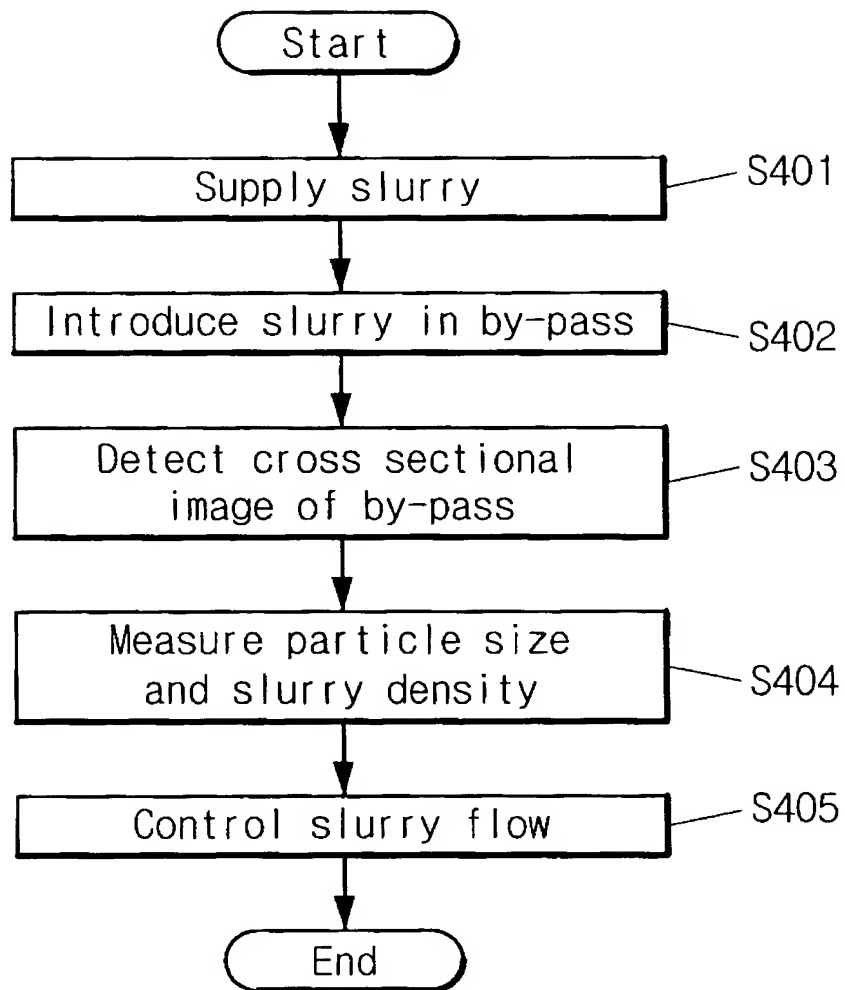 Start
Supply slurry
S401
Introduce slurry in by-pass
S402
Detect cross sectional
image of by-pass
S403
Measure particle size
and slurry density
S404
Control slurry flow
S405
End